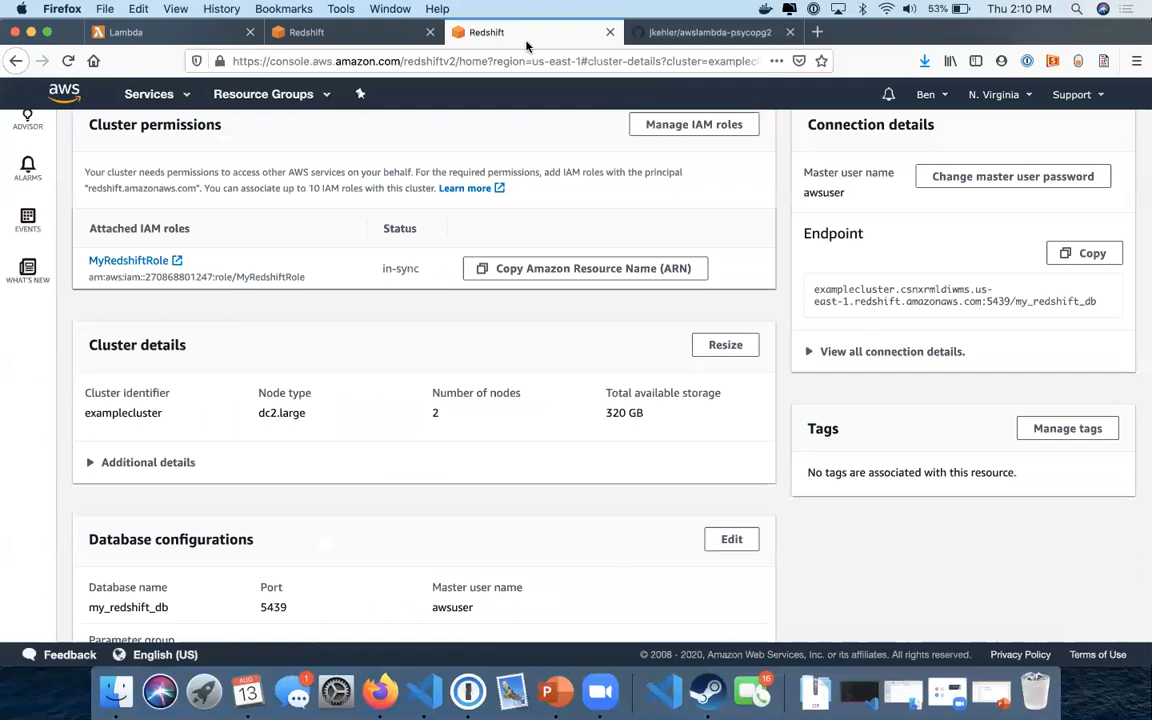 Firefox File Edit View History Bookmarks Tools Window Help 53% Thu 2:10 PM
Lambda Redshift Redshift jkehler/awslambda-psycopg2
https://console.aws.amazon.com/redshiftv2/home?region=us-east-1#cluster-details?cluster=examplecl
aws Services Resource Groups Ben N. Virginia Support
ADVISOR
ALARMS
EVENTS
WHAT'S NEW
Cluster permissions
Manage IAM roles
Your cluster needs permissions to access other AWS services on your behalf. For the required permissions, add IAM roles with the principal
"redshift.amazonaws.com". You can associate up to 10 IAM roles with this cluster. Learn more
Attached IAM roles Status
MyRedshiftRole
arn:aws:iam::270868801247:role/MyRedshiftRole
in-sync
Copy Amazon Resource Name (ARN)
Cluster details
Resize
Cluster identifier Node type Number of nodes Total available storage
examplecluster dc2.large 2 320 GB
Additional details
Database configurations
Edit
Database name Port Master user name
my_redshift_db 5439 awsuser
Parameter group
Connection details
Master user name
awsuser
Change master user password
Endpoint
Copy
examplecluster.csnxrmldiwms.us-
east-1.redshift.amazonaws.com:5439/my_redshift_db
View all connection details.
Tags
Manage tags
No tags are associated with this resource.
Feedback English (US) © 2008 - 2020, Amazon Web Services, Inc. or its affiliates. All rights reserved. Privacy Policy Terms of Use
AUG
13
1
16
ZIP